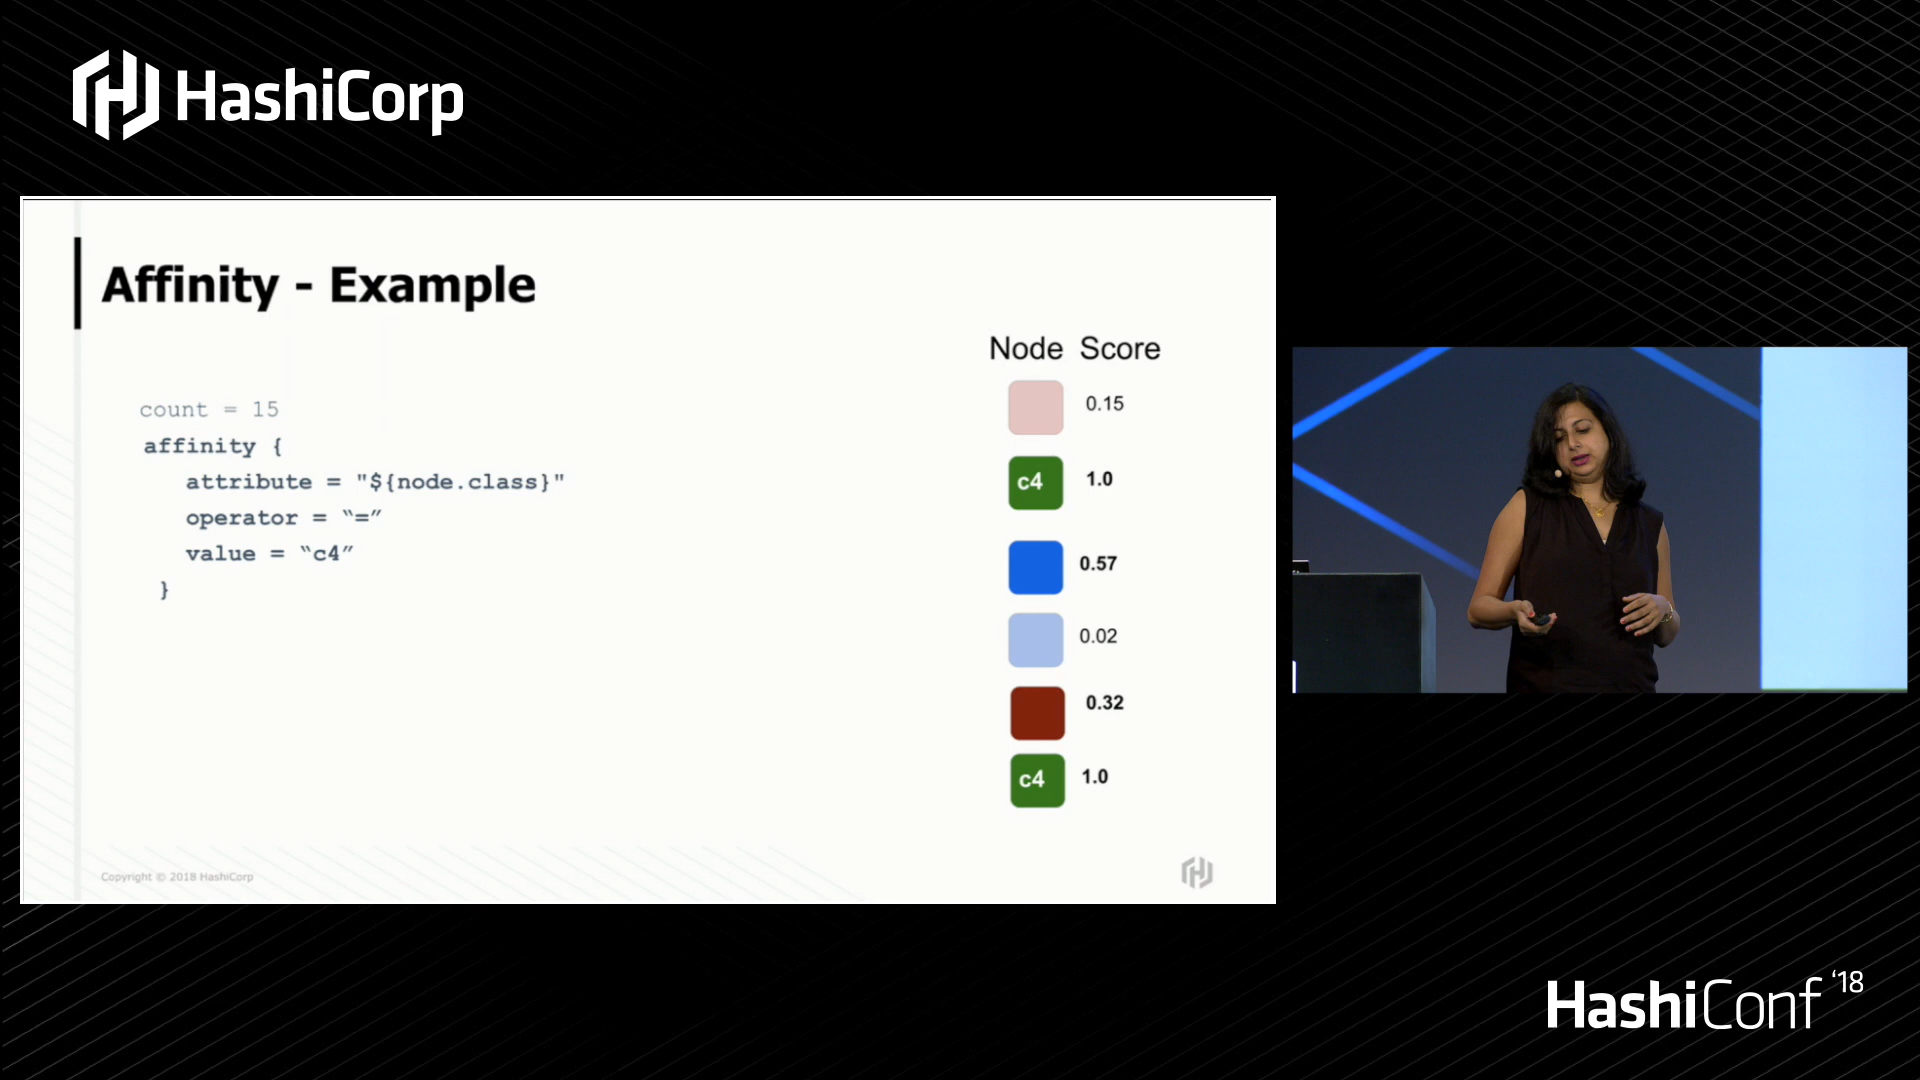 HashiCorp
Affinity - Example
count = 15
affinity {
attribute = "${node.class}"
operator = “=”
value = “c4”
}
Node Score
0.15
c4 1.0
0.57
0.02
0.32
c4 1.0
Copyright © 2018 HashiCorp
HashiConf ‘18